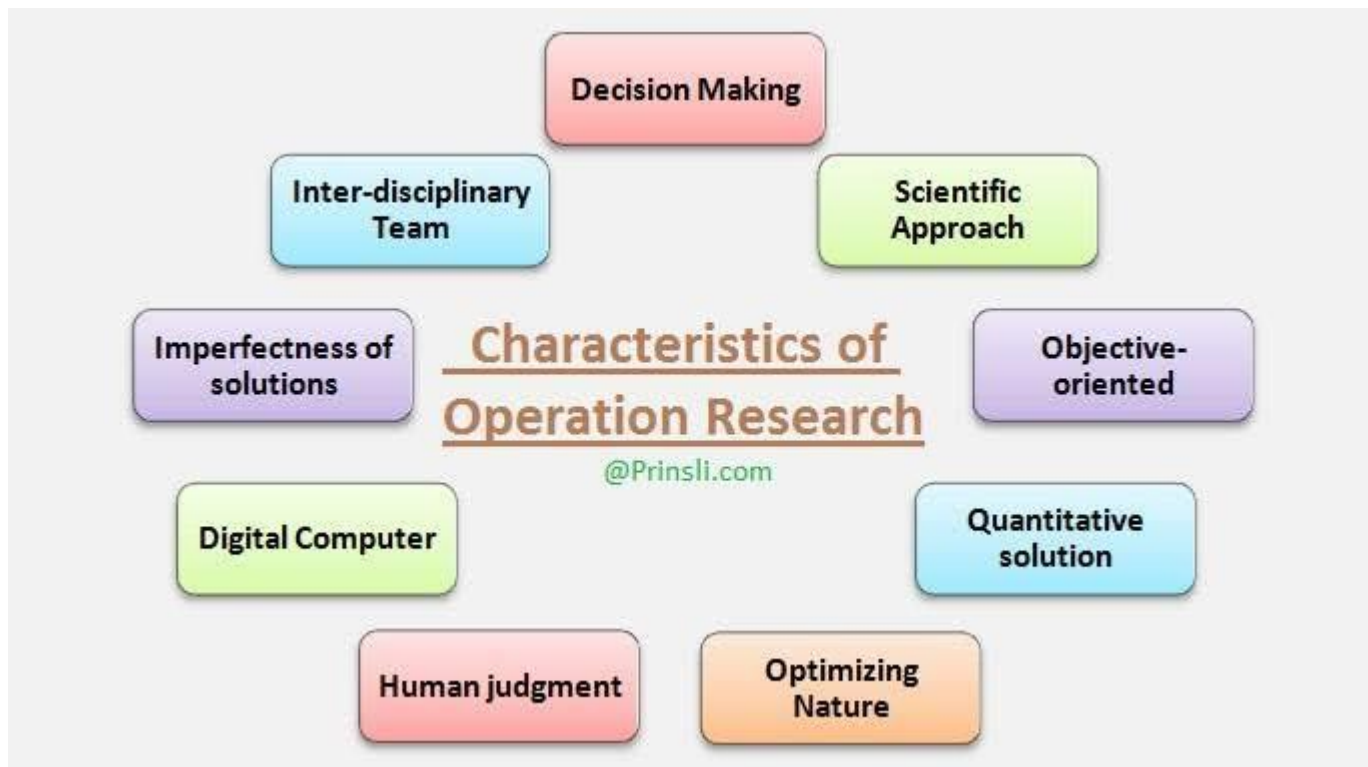 Decision Making
Inter-disciplinary
Team
Scientific
Approach
Imperfectness of
solutions
Characteristics of
Operation Research
@Prinsli.com
Objective-
oriented
Digital Computer
Quantitative
solution
Human judgment
Optimizing
Nature